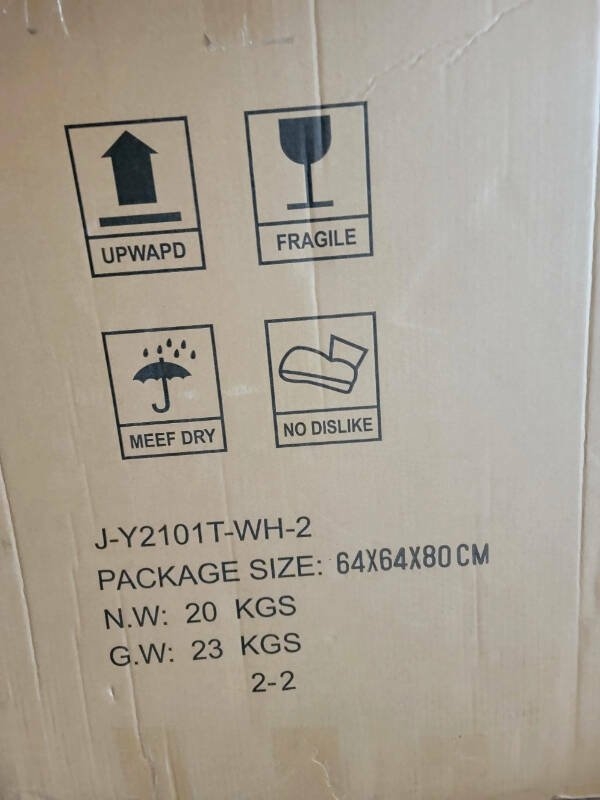 UPWAPD
FRAGILE
MEEF DRY
NO DISLIKE
J-Y2101T-WH-2
PACKAGE SIZE: 64X64X80 CM
N.W: 20 KGS
G.W: 23 KGS
2-2